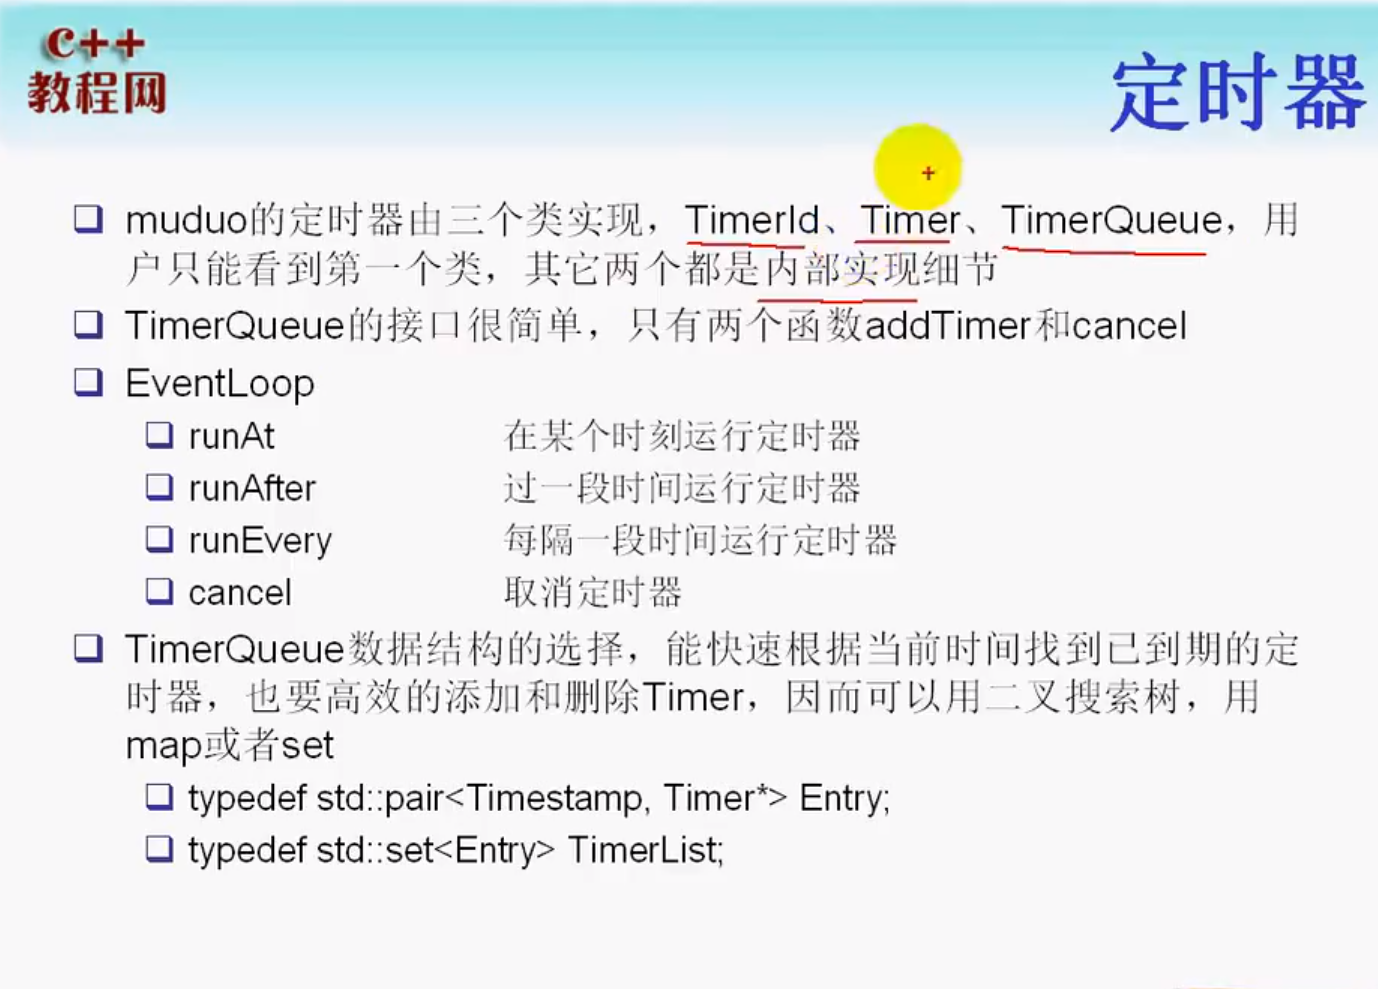 C++
教程网
定时器
muduo的定时器由三个类实现，TimerId、Timer、TimerQueue，用
户只能看到第一个类，其它两个都是内部实现细节
TimerQueue的接口很简单，只有两个函数addTimer和cancel
EventLoop
runAt 在某个时刻运行定时器
runAfter 过一段时间运行定时器
runEvery 每隔一段时间运行定时器
cancel 取消定时器
TimerQueue数据结构的选择，能快速根据当前时间找到已到期的定
时器，也要高效的添加和删除Timer，因而可以用二叉搜索树，用
map或者set
typedef std::pair<Timestamp, Timer*> Entry;
typedef std::set<Entry> TimerList;